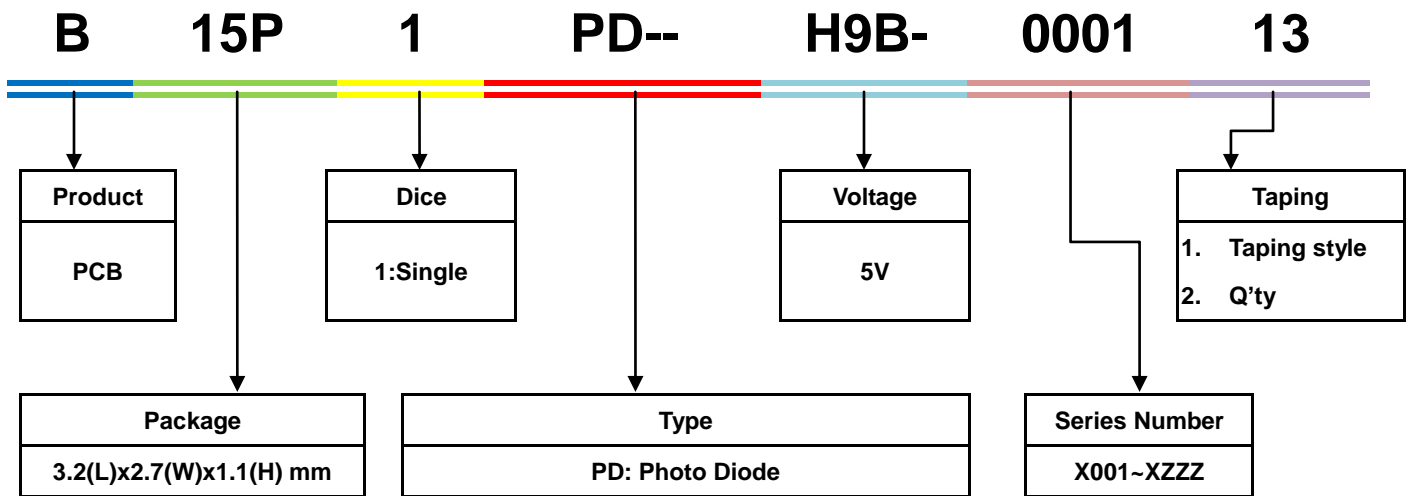 B 15P 1 PD-- H9B- 0001 13
Product
PCB
Dice
1:Single
Voltage
5V
Taping
1. Taping style
2. Q’ty
Package
3.2(L)x2.7(W)x1.1(H) mm
Type
PD: Photo Diode
Series Number
X001~XZZZ